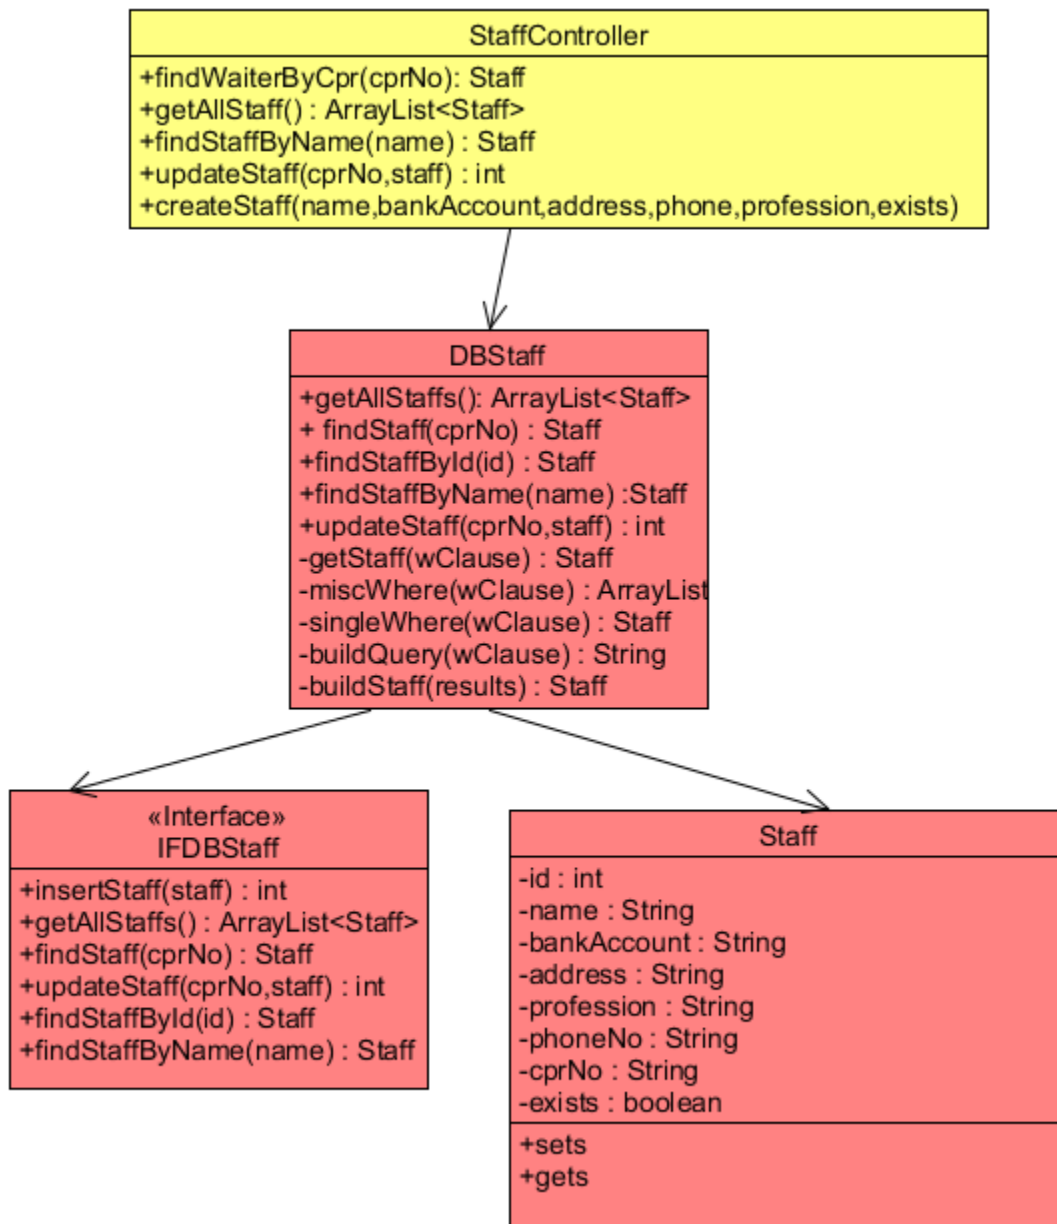 StaffController
+findWaiterByCpr(cprNo): Staff
+getAllStaff() : ArrayList<Staff>
+findStaffByName(name) : Staff
+updateStaff(cprNo,staff) : int
+createStaff(name,bankAccount,address,phone,profession,exists)
DBStaff
+getAllStaffs(): ArrayList<Staff>
+ findStaff(cprNo) : Staff
+findStaffById(id) : Staff
+findStaffByName(name) :Staff
+updateStaff(cprNo,staff) : int
-getStaff(wClause) : Staff
-miscWhere(wClause) : ArrayList
-singleWhere(wClause) : Staff
-buildQuery(wClause) : String
-buildStaff(results) : Staff
«Interface»
IFDBStaff
+insertStaff(staff) : int
+getAllStaffs() : ArrayList<Staff>
+findStaff(cprNo) : Staff
+updateStaff(cprNo,staff) : int
+findStaffById(id) : Staff
+findStaffByName(name) : Staff
Staff
-id : int
-name : String
-bankAccount : String
-address : String
-profession : String
-phoneNo : String
-cprNo : String
-exists : boolean
+sets
+gets